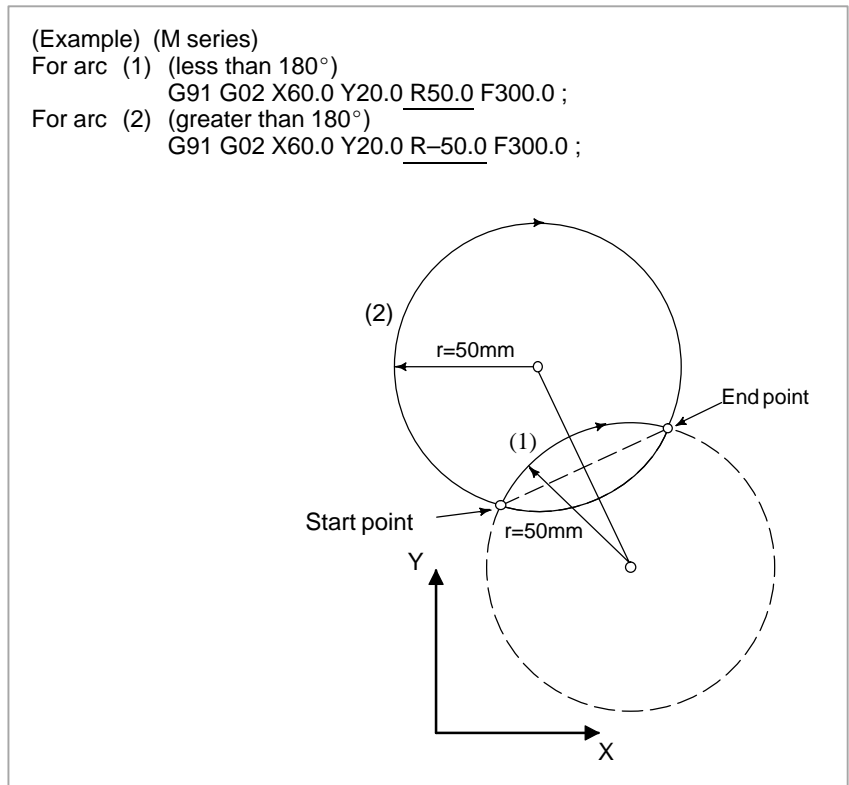 (Example) (M series)
For arc (1) (less than 180°)
G91 G02 X60.0 Y20.0 R50.0 F300.0 ;
For arc (2) (greater than 180°)
G91 G02 X60.0 Y20.0 R–50.0 F300.0 ;
(2)
r=50mm
End point
(1)
Start point
r=50mm
Y
X